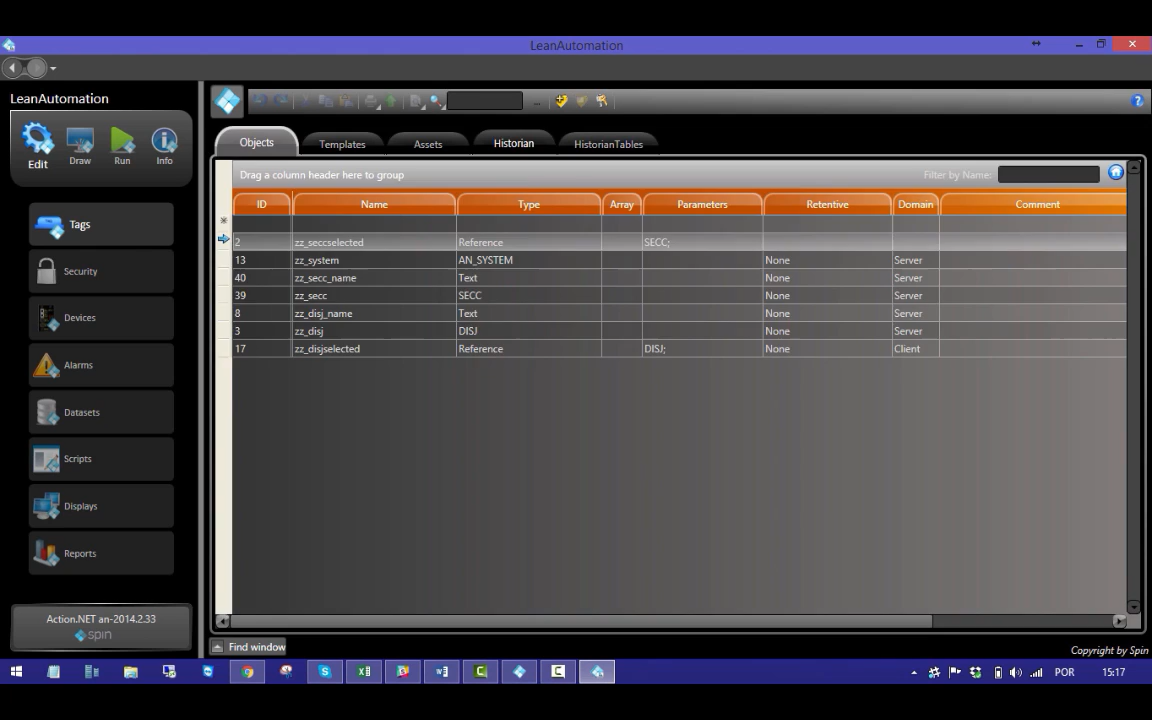 LeanAutomation
LeanAutomation
Edit Draw Run Info
Tags
Security
Devices
Alarms
Datasets
Scripts
Displays
Reports
Action.NET an-2014.2.33
spin
Objects Templates Assets Historian HistorianTables
Drag a column header here to group Filter by Name:
ID Name Type Array Parameters Retentive Domain Comment
2 zz_seccselected Reference SECC;
13 zz_system AN_SYSTEM None Server
40 zz_secc_name Text None Server
39 zz_secc SECC None Server
8 zz_disj_name Text None Server
3 zz_disj DISJ None Server
17 zz_disjselected Reference DISJ; None Client
Find window
Copyright by Spin
POR 15:17